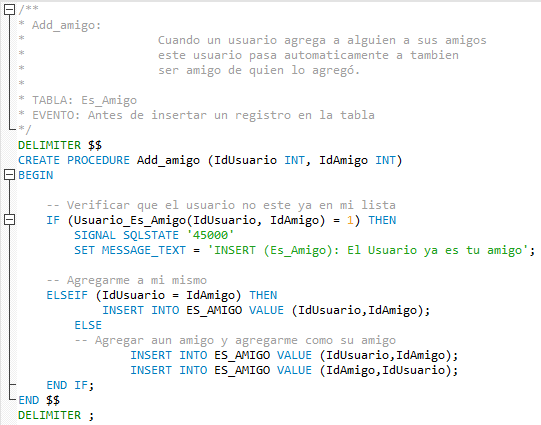 /**
* Add_amigo:
* Cuando un usuario agrega a alguien a sus amigos
* este usuario pasa automaticamente a tambien
* ser amigo de quien lo agregó.
*
* TABLA: Es_Amigo
* EVENTO: Antes de insertar un registro en la tabla
*/
DELIMITER $$
CREATE PROCEDURE Add_amigo (IdUsuario INT, IdAmigo INT)
BEGIN
-- Verificar que el usuario no este ya en mi lista
IF (Usuario_Es_Amigo(IdUsuario, IdAmigo) = 1) THEN
SIGNAL SQLSTATE '45000'
SET MESSAGE_TEXT = 'INSERT (Es_Amigo): El Usuario ya es tu amigo';
-- Agregarme a mi mismo
ELSEIF (IdUsuario = IdAmigo) THEN
INSERT INTO ES_AMIGO VALUE (IdUsuario,IdAmigo);
ELSE
-- Agregar aun amigo y agregarme como su amigo
INSERT INTO ES_AMIGO VALUE (IdUsuario,IdAmigo);
INSERT INTO ES_AMIGO VALUE (IdAmigo,IdUsuario);
END IF;
END $$
DELIMITER ;